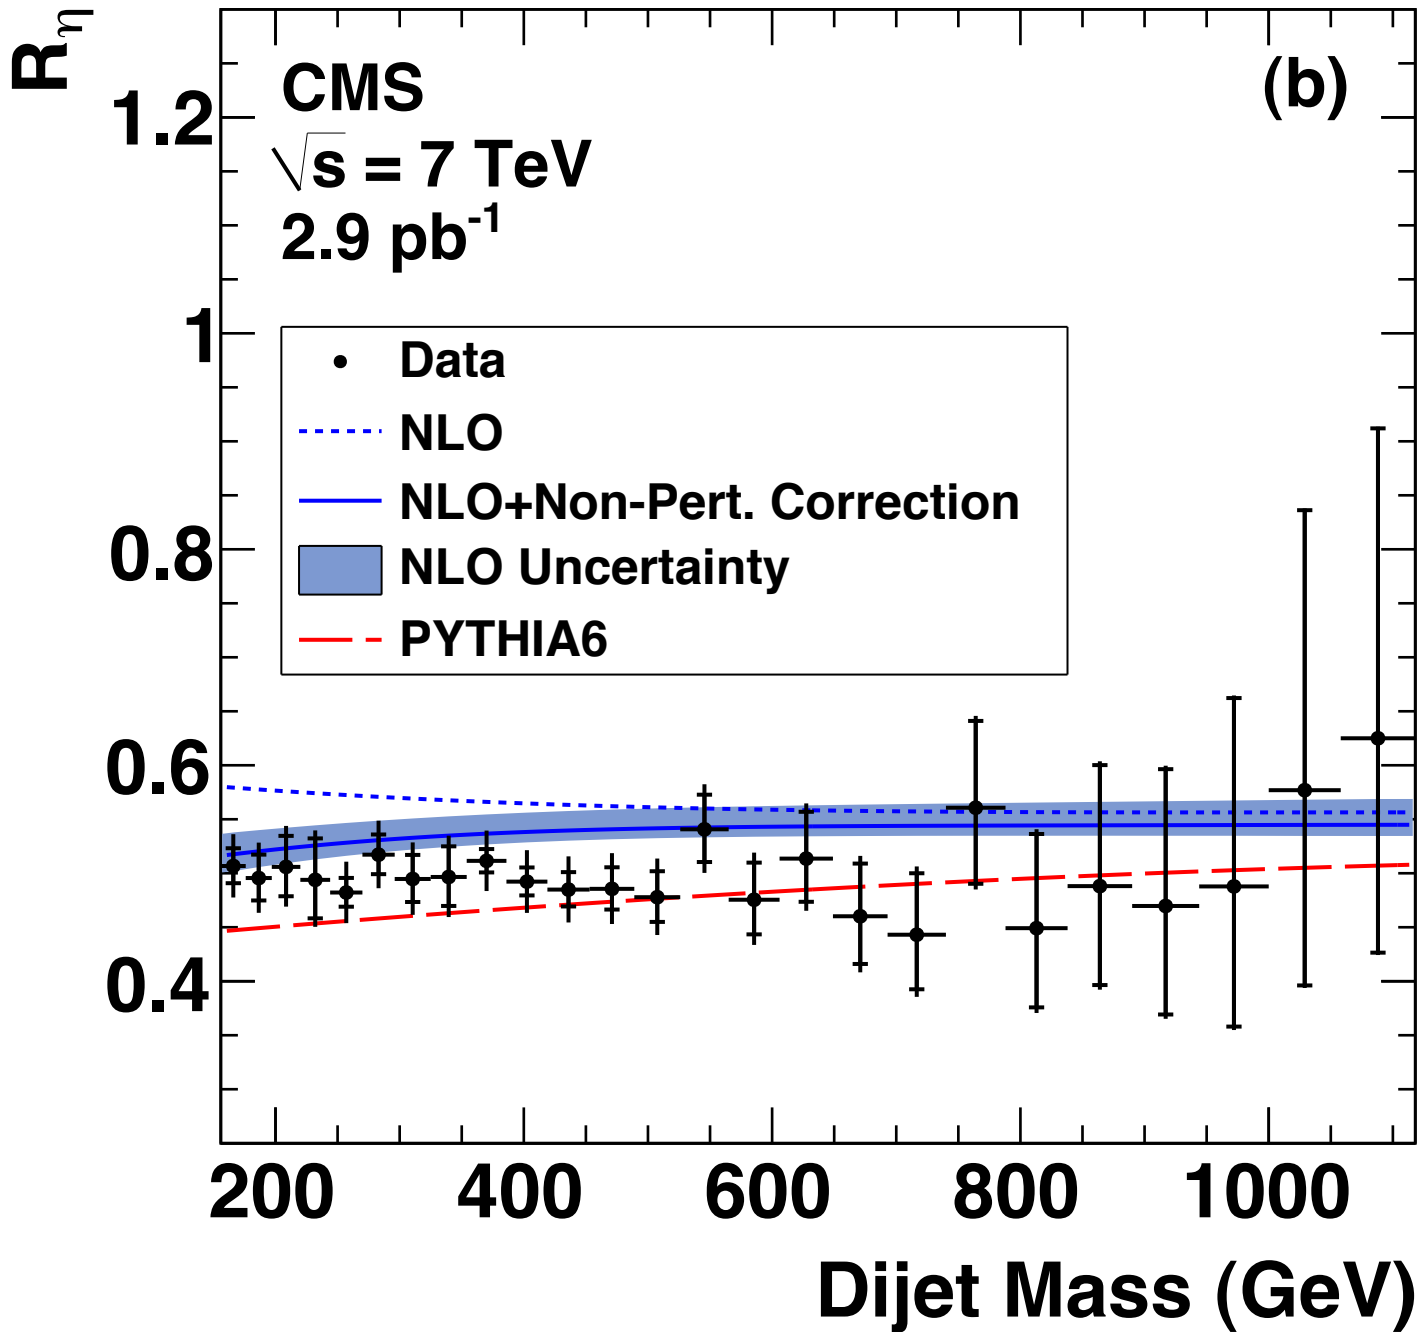 R_η
(b)
CMS
√s = 7 TeV
2.9 pb⁻¹
Data
NLO
NLO+Non-Pert. Correction
NLO Uncertainty
PYTHIA6
1.2
1
0.8
0.6
0.4
200 400 600 800 1000
Dijet Mass (GeV)